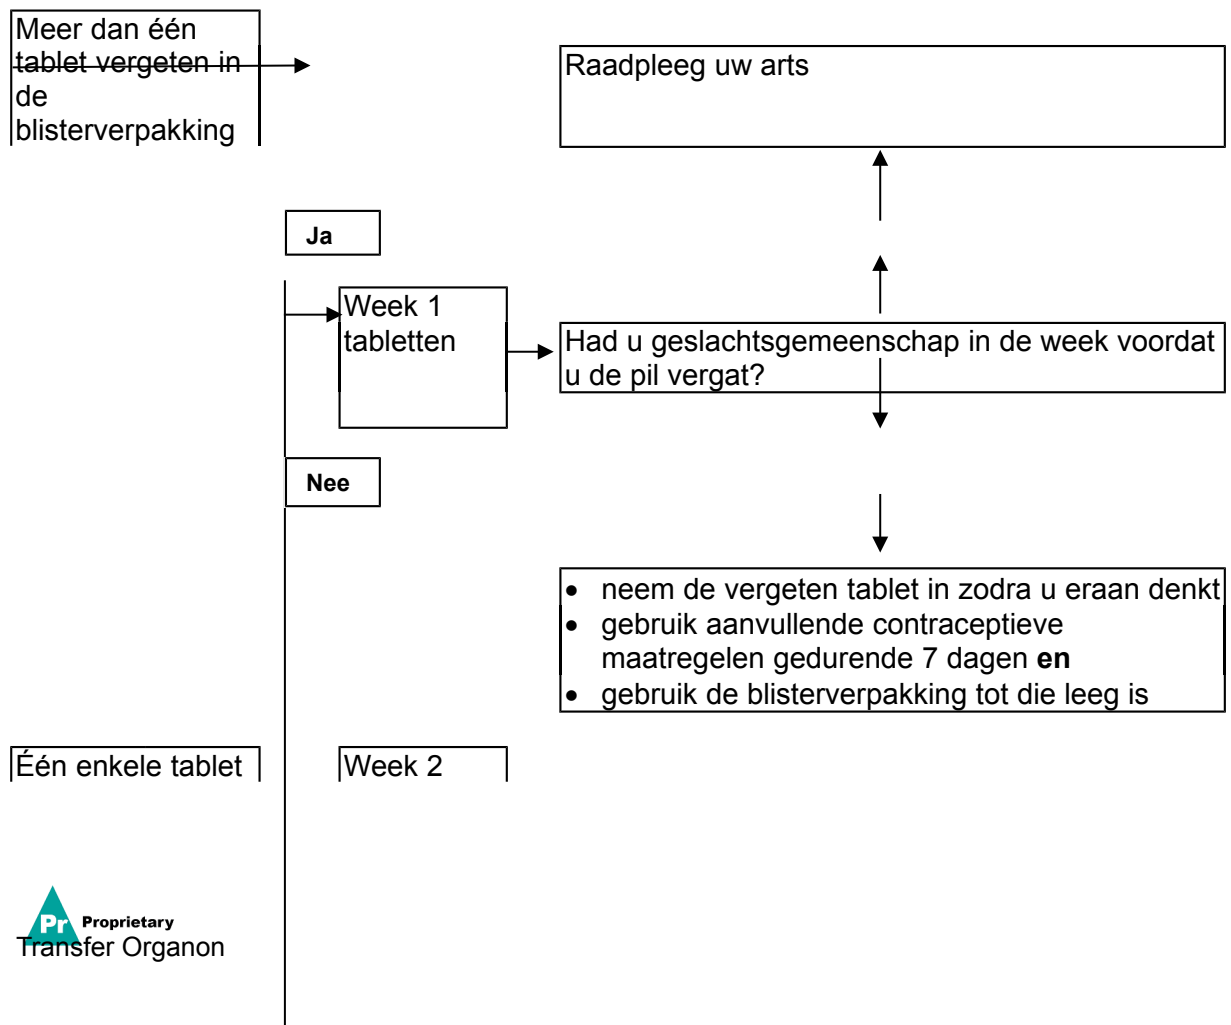 Meer dan één
tablet vergeten in
de
blisterverpakking
Raadpleeg uw arts
Ja
Week 1
tabletten
Had u geslachtsgemeenschap in de week voordat
u de pil vergat?
Nee
• neem de vergeten tablet in zodra u eraan denkt
• gebruik aanvullende contraceptieve
maatregelen gedurende 7 dagen en
• gebruik de blisterverpakking tot die leeg is
Één enkele tablet
Week 2
Pr Proprietary
Transfer Organon